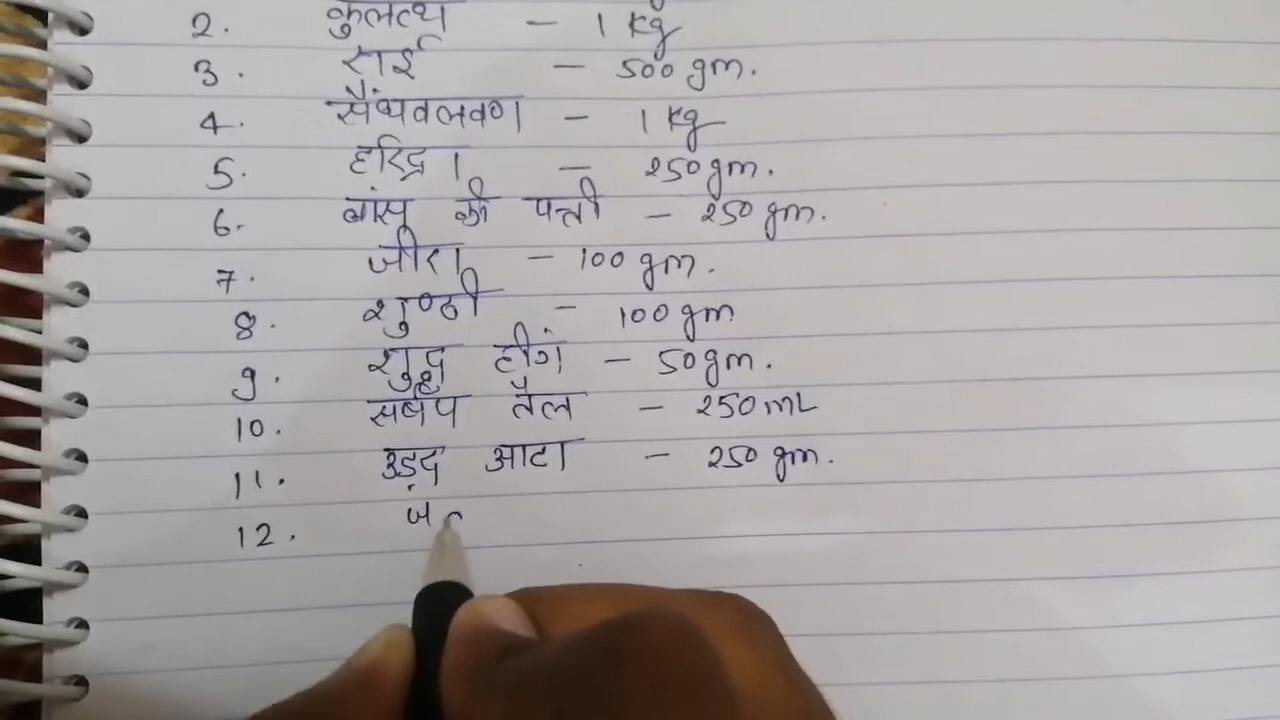 2. कुलत्थ - 1 kg
3. राई - 500 gm.
4. सैंधवलवण - 1 kg
5. हरिद्रा - 250 gm.
6. बांस की पत्ती - 250 gm.
7. जीरा - 100 gm.
8. शुण्ठी - 100 gm
9. शुद्ध हींग - 50 gm.
10. सर्षप तैल - 250 mL
11. उड़द आटा - 250 gm.
12. ज